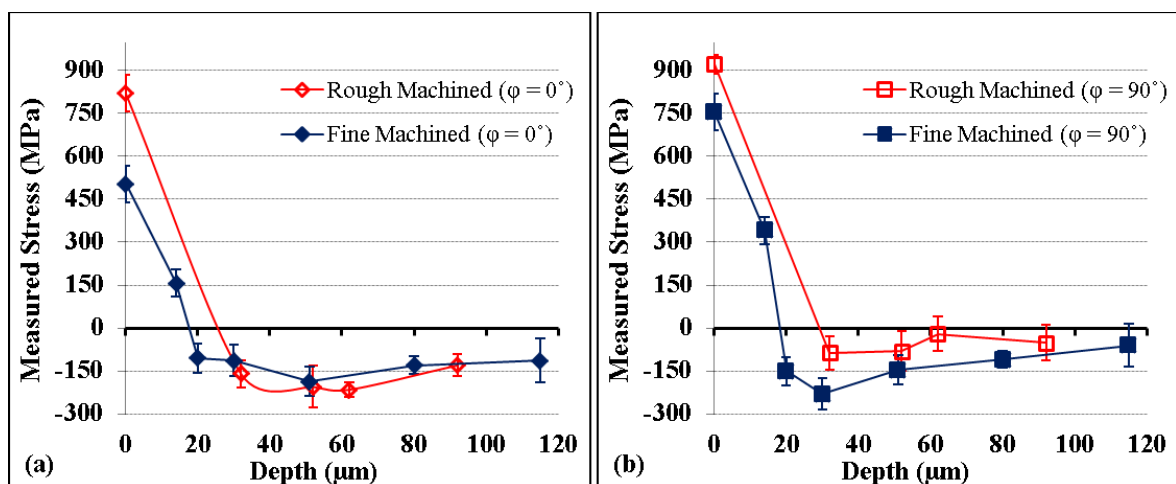 Measured Stress (MPa)
900
750
600
450
300
150
0
-150
-300
Rough Machined (φ = 0˚)
Fine Machined (φ = 0˚)
0 20 40 60 80 100 120
Depth (µm)
(a)
Measured Stress (MPa)
900
750
600
450
300
150
0
-150
-300
Rough Machined (φ = 90˚)
Fine Machined (φ = 90˚)
0 20 40 60 80 100 120
Depth (µm)
(b)